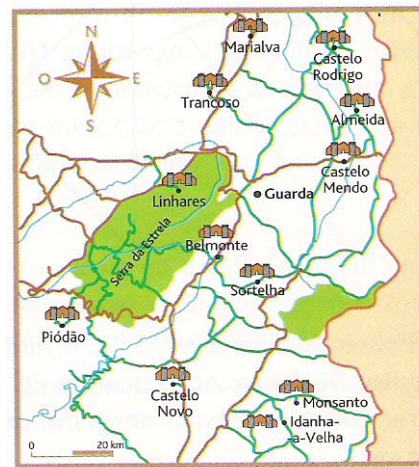 N
O
E
S
Marialva
Castelo
Rodrigo
Trancoso
Almeida
Castelo
Mendo
Linhares
Guarda
Serra da Estrela
Belmonte
Sortelha
Piódão
Castelo
Novo
Monsanto
Idanha-
-a-Velha
0
20 km